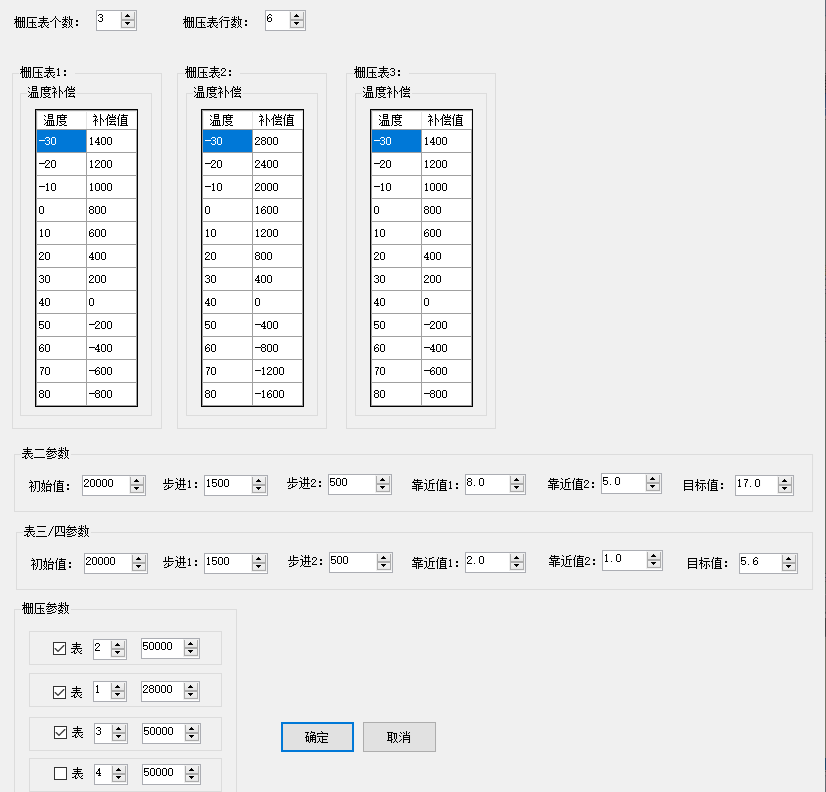 栅压表个数： 3 栅压表行数： 6
栅压表1： 栅压表2： 栅压表3：
温度补偿 温度补偿 温度补偿
温度 补偿值 温度 补偿值 温度 补偿值
-30 1400 -30 2800 -30 1400
-20 1200 -20 2400 -20 1200
-10 1000 -10 2000 -10 1000
0 800 0 1600 0 800
10 600 10 1200 10 600
20 400 20 800 20 400
30 200 30 400 30 200
40 0 40 0 40 0
50 -200 50 -400 50 -200
60 -400 60 -800 60 -400
70 -600 70 -1200 70 -600
80 -800 80 -1600 80 -800
表二参数
初始值： 20000 步进1： 1500 步进2： 500 靠近值1： 8.0 靠近值2： 5.0 目标值： 17.0
表三/四参数
初始值： 20000 步进1： 1500 步进2： 500 靠近值1： 2.0 靠近值2： 1.0 目标值： 5.6
栅压参数
表 2 50000
表 1 28000
表 3 50000
确定 取消
表 4 50000